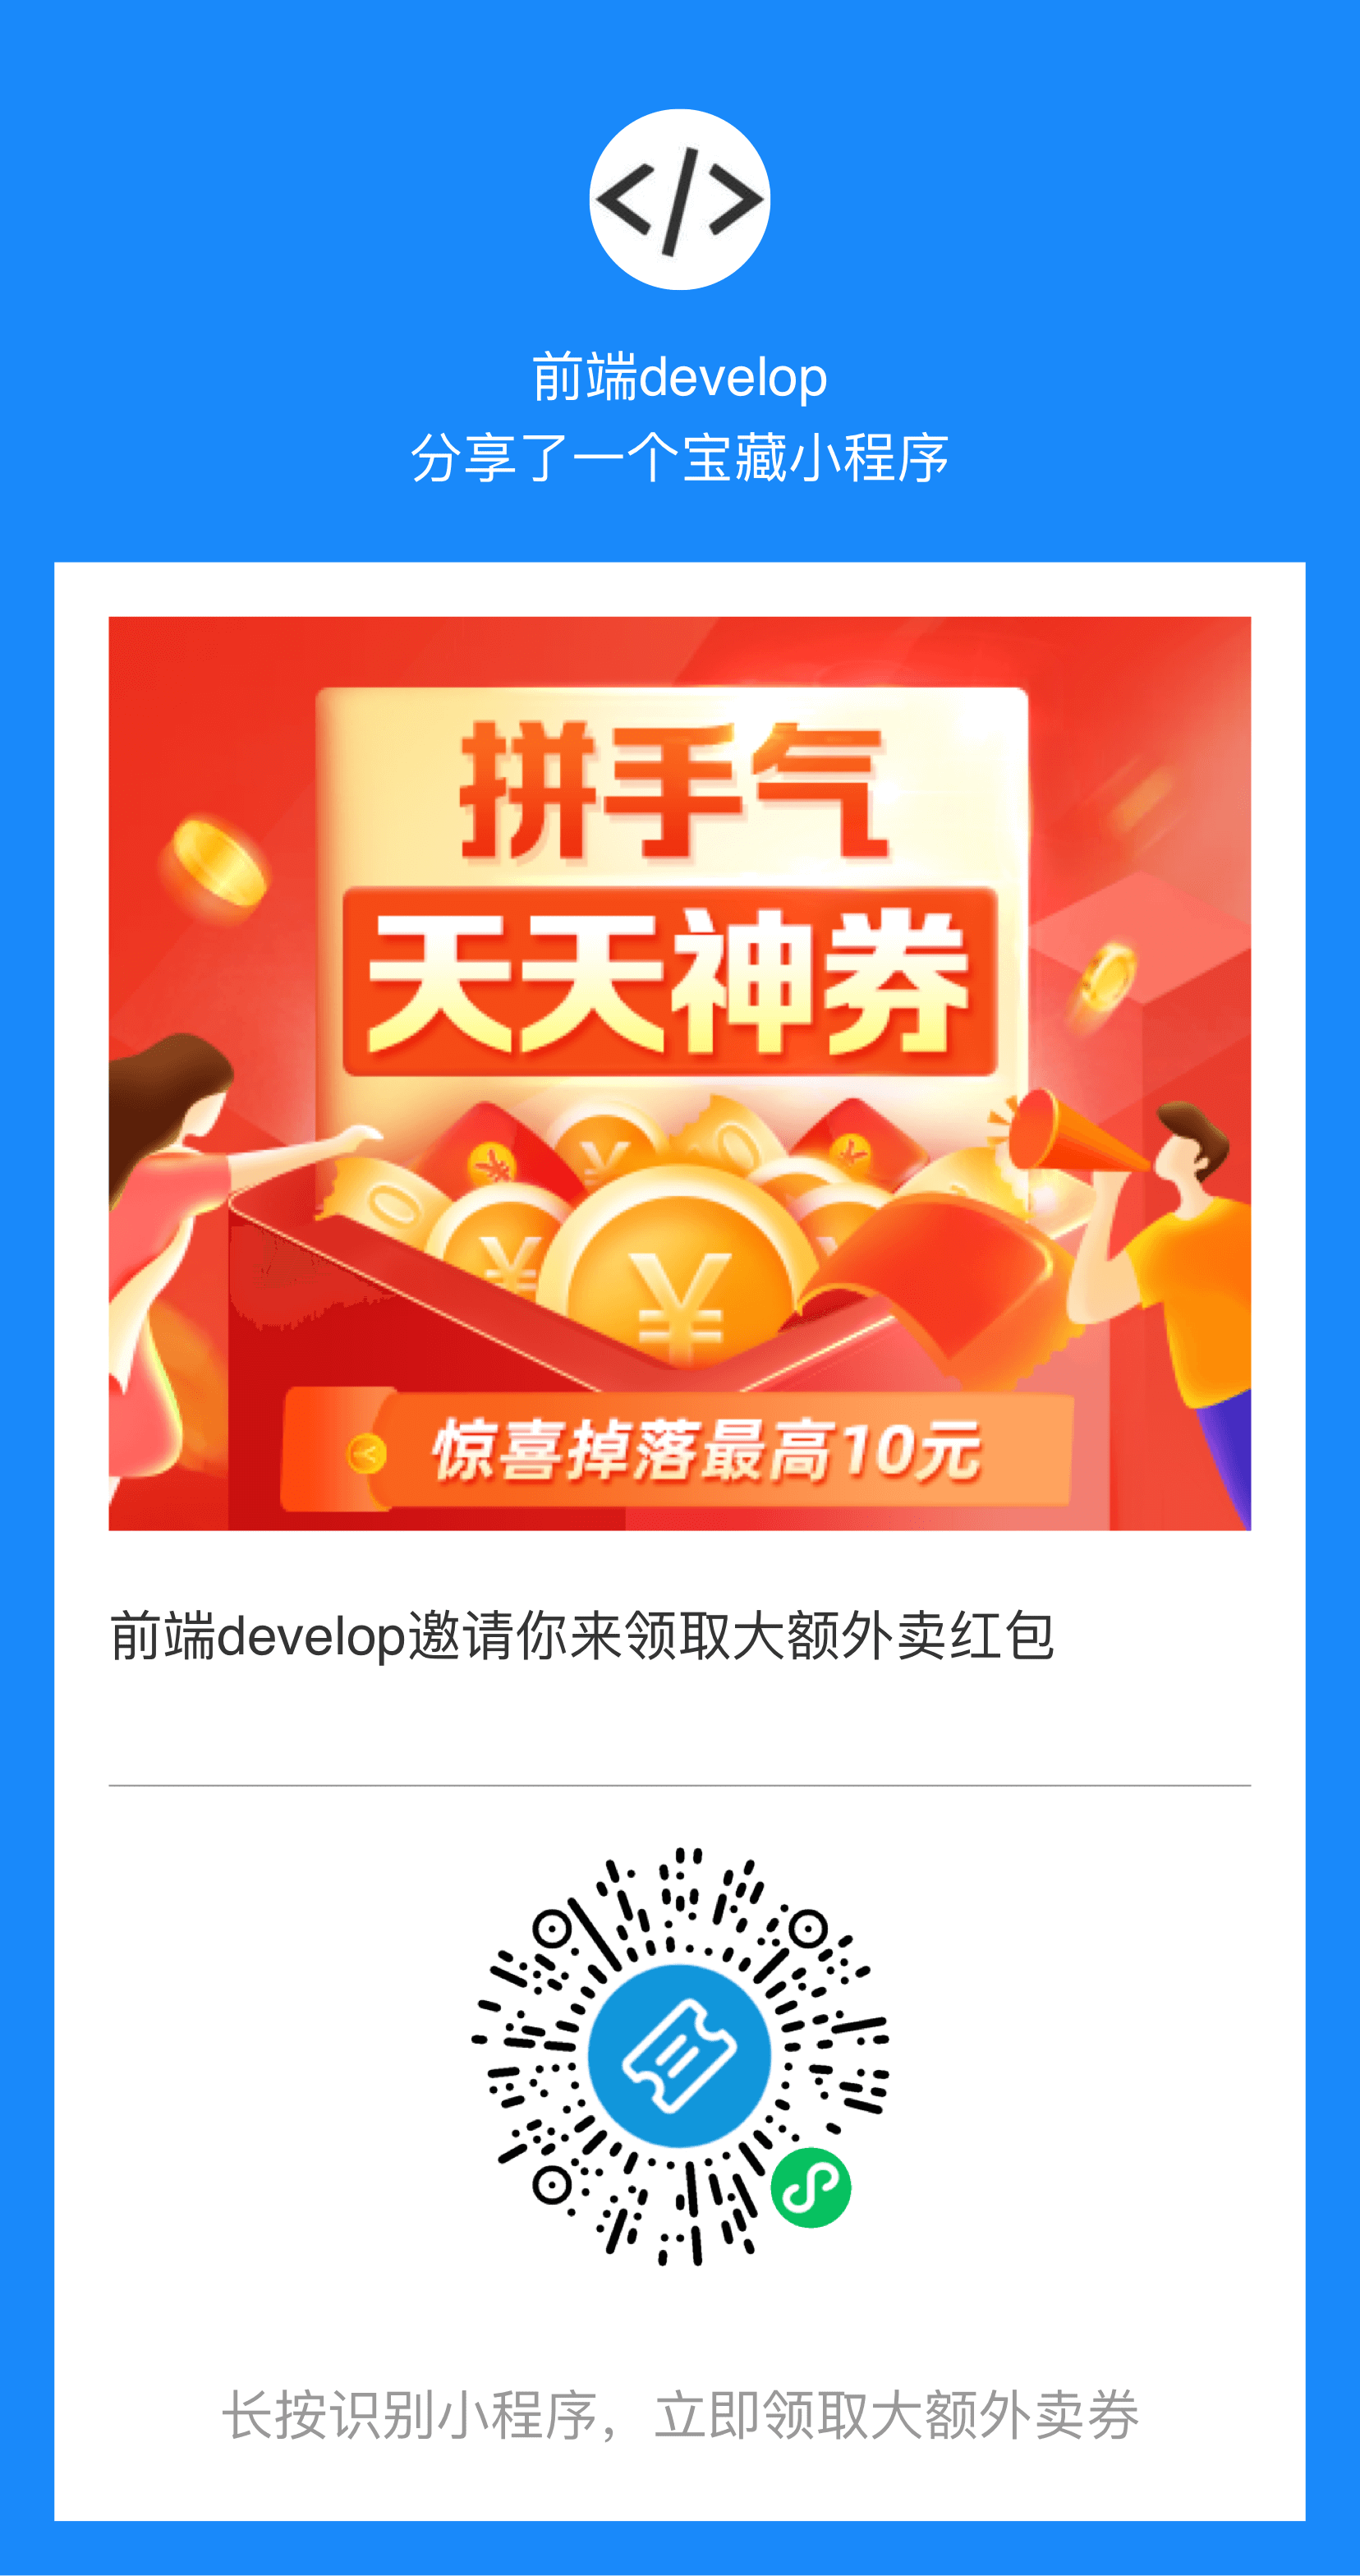 </>
前端develop
分享了一个宝藏小程序
拼手气
天天神券
惊喜掉落最高10元
前端develop邀请你来领取大额外卖红包
长按识别小程序，立即领取大额外卖券